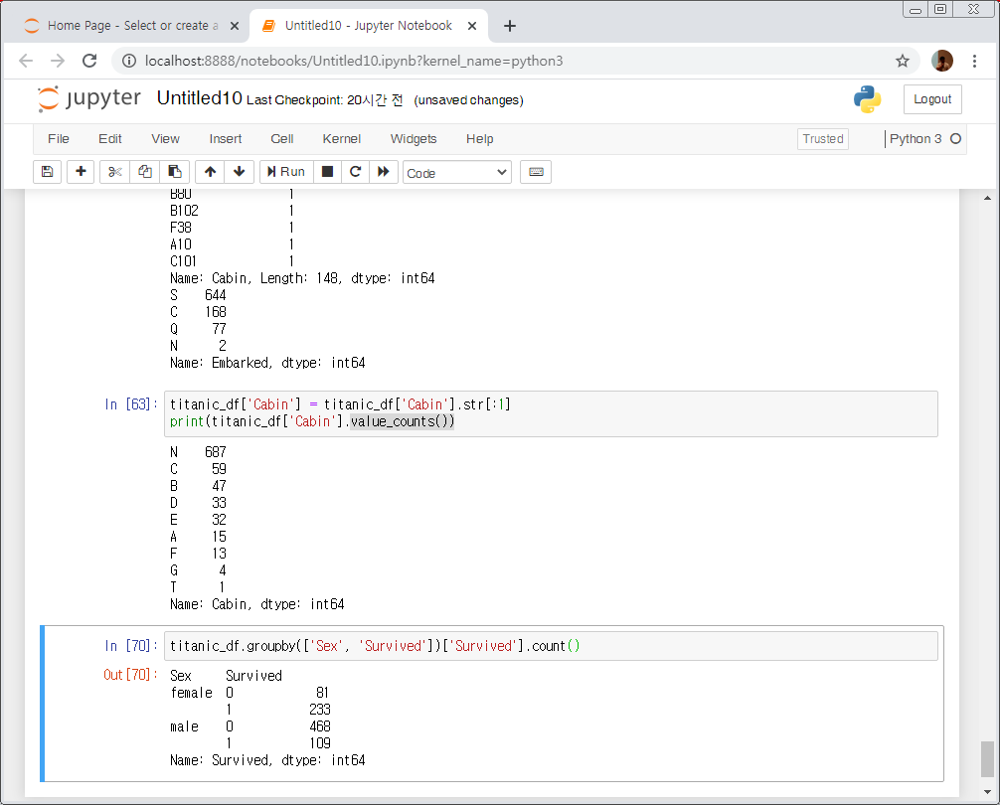 Home Page - Select or create a
Untitled10 - Jupyter Notebook
localhost:8888/notebooks/Untitled10.ipynb?kernel_name=python3
jupyter Untitled10 Last Checkpoint: 20시간 전 (unsaved changes)
Logout
File Edit View Insert Cell Kernel Widgets Help
Trusted
Python 3
Run
Code
B80 1
B102 1
F38 1
A10 1
C101 1
Name: Cabin, Length: 148, dtype: int64
S 644
C 168
Q 77
N 2
Name: Embarked, dtype: int64
In [63]: titanic_df['Cabin'] = titanic_df['Cabin'].str[:1]
print(titanic_df['Cabin'].value_counts())
N 687
C 59
B 47
D 33
E 32
A 15
F 13
G 4
T 1
Name: Cabin, dtype: int64
In [70]: titanic_df.groupby(['Sex', 'Survived'])['Survived'].count()
Out[70]: Sex Survived
female 0 81
1 233
male 0 468
1 109
Name: Survived, dtype: int64